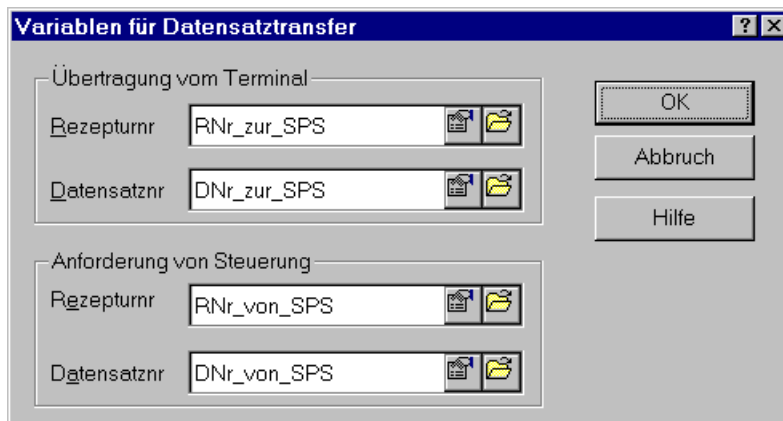 Variablen für Datensatztransfer
Übertragung vom Terminal
Rezepturnr RNr_zur_SPS
Datensatznr DNr_zur_SPS
Anforderung von Steuerung
Rezepturnr RNr_von_SPS
Datensatznr DNr_von_SPS
OK
Abbruch
Hilfe